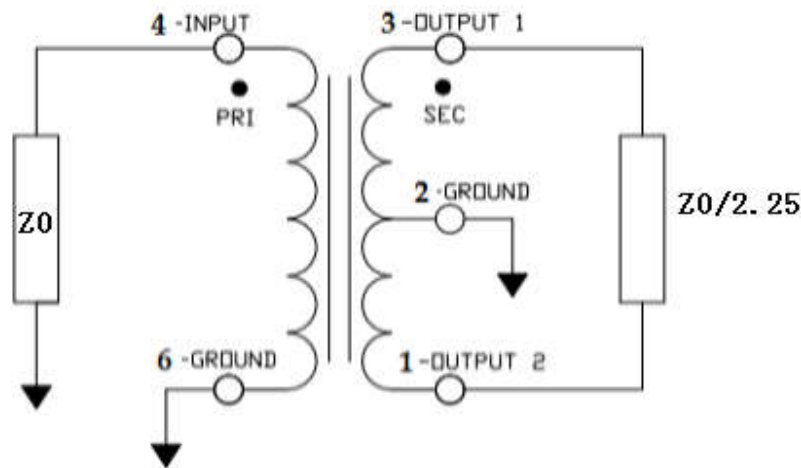 4 -INPUT
3 -OUTPUT 1
PRI
SEC
Z0
2 -GROUND
Z0/2.25
6 -GROUND
1 -OUTPUT 2